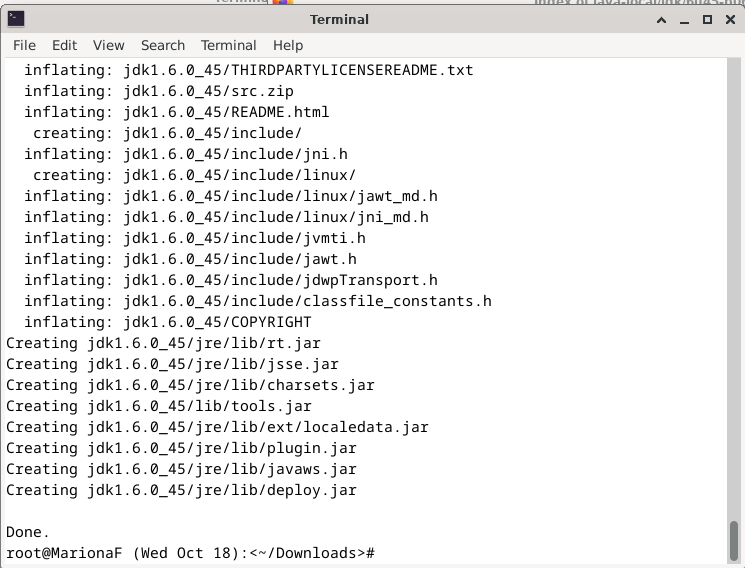 Terminal
File Edit View Search Terminal Help
inflating: jdk1.6.0_45/THIRDPARTYLICENSEREADME.txt
inflating: jdk1.6.0_45/src.zip
inflating: jdk1.6.0_45/README.html
creating: jdk1.6.0_45/include/
inflating: jdk1.6.0_45/include/jni.h
creating: jdk1.6.0_45/include/linux/
inflating: jdk1.6.0_45/include/linux/jawt_md.h
inflating: jdk1.6.0_45/include/linux/jni_md.h
inflating: jdk1.6.0_45/include/jvmti.h
inflating: jdk1.6.0_45/include/jawt.h
inflating: jdk1.6.0_45/include/jdwpTransport.h
inflating: jdk1.6.0_45/include/classfile_constants.h
inflating: jdk1.6.0_45/COPYRIGHT
Creating jdk1.6.0_45/jre/lib/rt.jar
Creating jdk1.6.0_45/jre/lib/jsse.jar
Creating jdk1.6.0_45/jre/lib/charsets.jar
Creating jdk1.6.0_45/lib/tools.jar
Creating jdk1.6.0_45/jre/lib/ext/localedata.jar
Creating jdk1.6.0_45/jre/lib/plugin.jar
Creating jdk1.6.0_45/jre/lib/javaws.jar
Creating jdk1.6.0_45/jre/lib/deploy.jar
Done.
root@MarionaF (Wed Oct 18):<~/Downloads>#